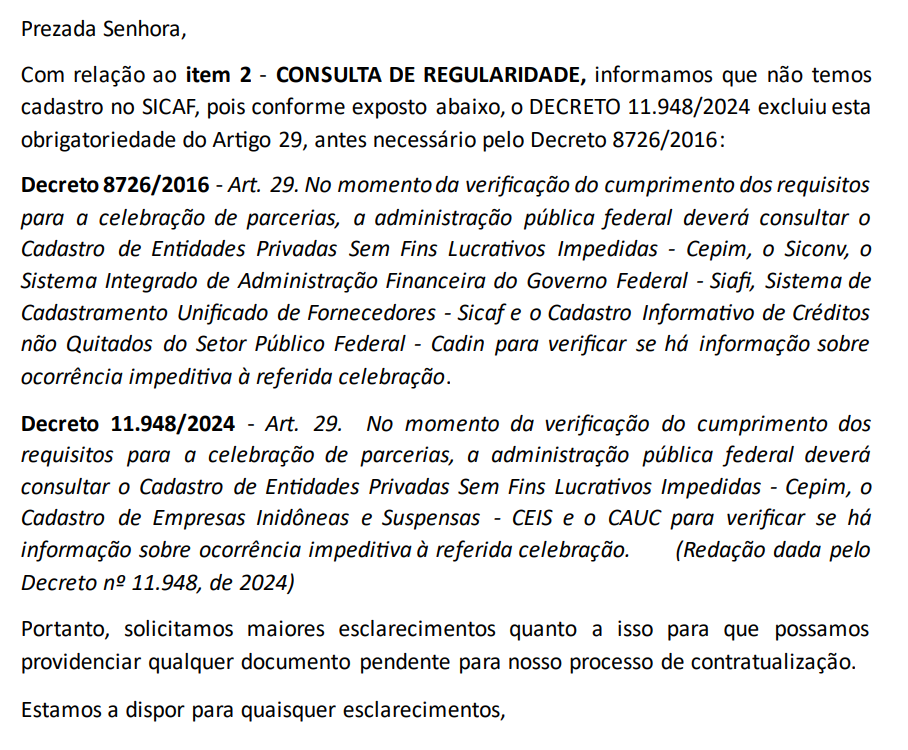 Prezada Senhora,
Com relação ao item 2 - CONSULTA DE REGULARIDADE, informamos que não temos
cadastro no SICAF, pois conforme exposto abaixo, o DECRETO 11.948/2024 excluiu esta
obrigatoriedade do Artigo 29, antes necessário pelo Decreto 8726/2016:
Decreto 8726/2016 - Art. 29. No momento da verificação do cumprimento dos requisitos
para a celebração de parcerias, a administração pública federal deverá consultar o
Cadastro de Entidades Privadas Sem Fins Lucrativos Impedidas - Cepim, o Siconv, o
Sistema Integrado de Administração Financeira do Governo Federal - Siafi, Sistema de
Cadastramento Unificado de Fornecedores - Sicaf e o Cadastro Informativo de Créditos
não Quitados do Setor Público Federal - Cadin para verificar se há informação sobre
ocorrência impeditiva à referida celebração.
Decreto 11.948/2024 - Art. 29. No momento da verificação do cumprimento dos
requisitos para a celebração de parcerias, a administração pública federal deverá
consultar o Cadastro de Entidades Privadas Sem Fins Lucrativos Impedidas - Cepim, o
Cadastro de Empresas Inidôneas e Suspensas - CEIS e o CAUC para verificar se há
informação sobre ocorrência impeditiva à referida celebração. (Redação dada pelo
Decreto nº 11.948, de 2024)
Portanto, solicitamos maiores esclarecimentos quanto a isso para que possamos
providenciar qualquer documento pendente para nosso processo de contratualização.
Estamos a dispor para quaisquer esclarecimentos,